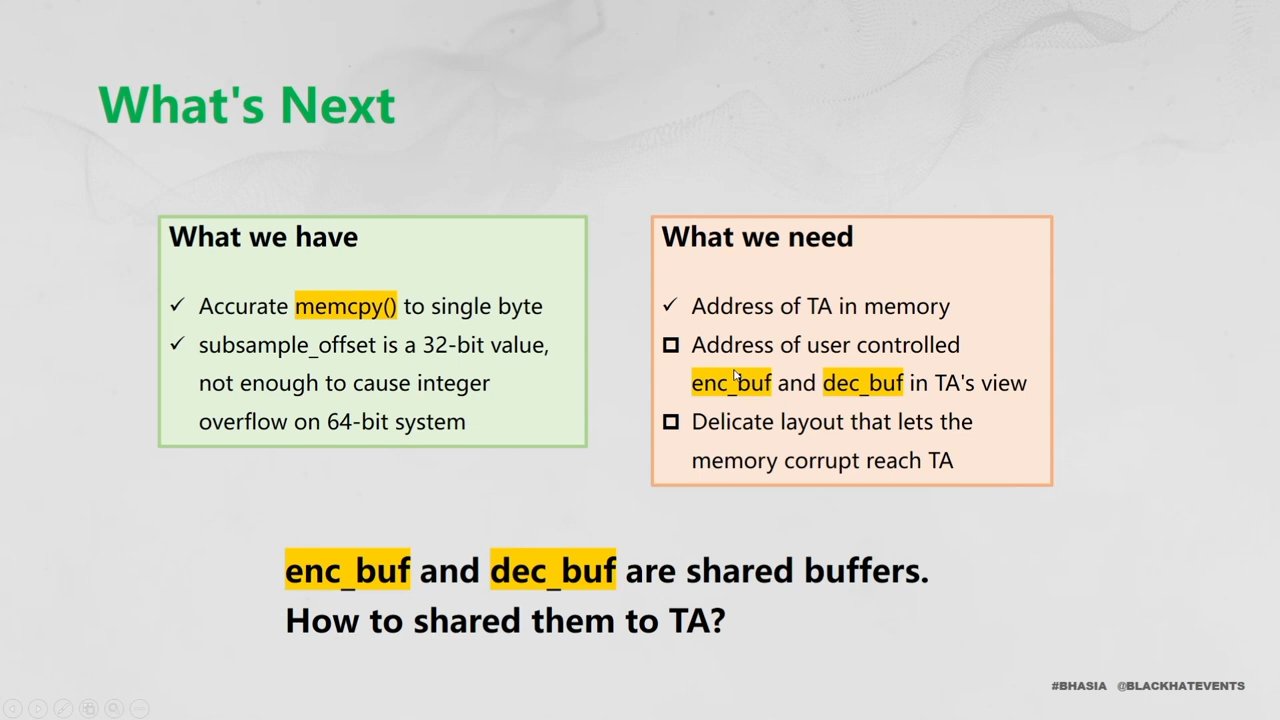 What's Next
What we have
✓ Accurate memcpy() to single byte
✓ subsample_offset is a 32-bit value,
not enough to cause integer
overflow on 64-bit system
What we need
✓ Address of TA in memory
Address of user controlled
enc_buf and dec_buf in TA's view
Delicate layout that lets the
memory corrupt reach TA
enc_buf and dec_buf are shared buffers.
How to shared them to TA?
#BHASIA @BLACKHATEVENTS